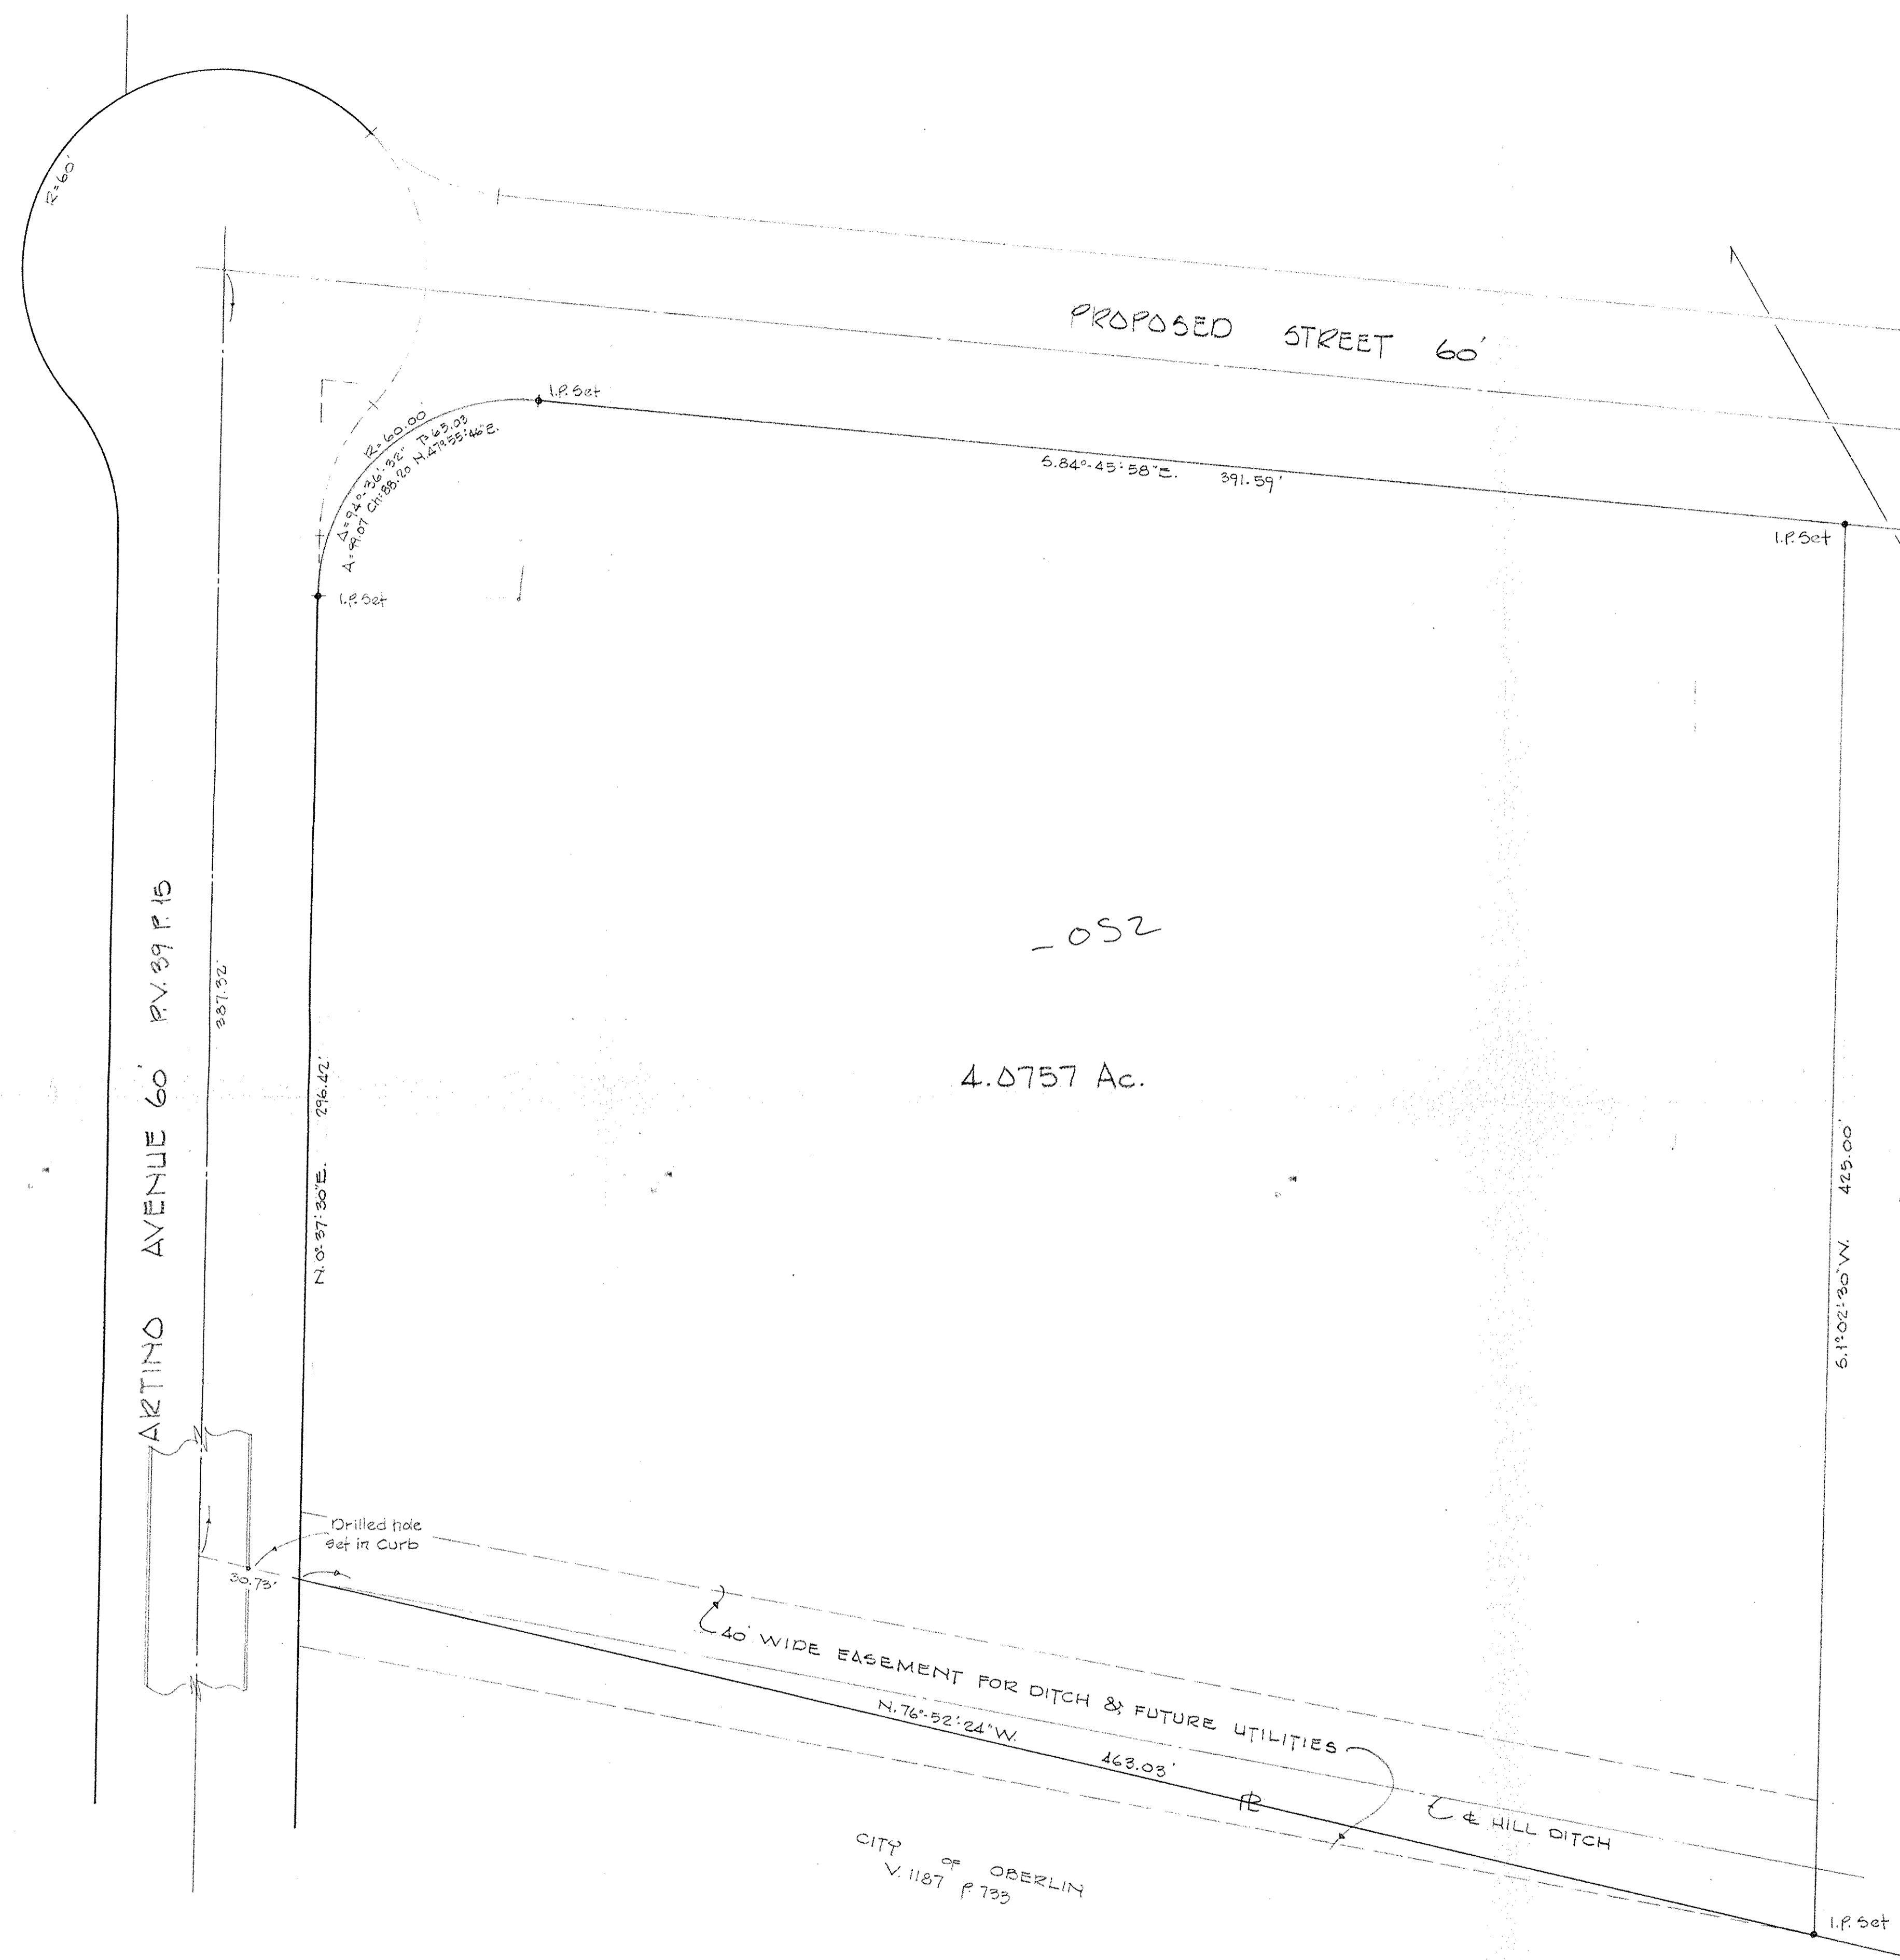 R=60'
PROPOSED STREET 60'
I.P. Set
R=60.00'
Δ=94°-36'-32" T=65.03
A=99.07' CH=88.20 N.47°55'46"E.
S.84°-45'-58"E. 391.59'
I.P. Set
I.P. Set
ARTINO AVENUE 60' P.V. 39 P. 15
387.32'
N.0°-37'-30"E. 296.42'
-052
4.0757 Ac.
S.1°-02'-30"W. 425.00'
Drilled hole
set in Curb
30.73'
40' WIDE EASEMENT FOR DITCH & FUTURE UTILITIES
N.76°-52'-24"W. 463.03'
℄ HILL DITCH
CITY OF OBERLIN
V. 1187 P. 733
I.P. Set